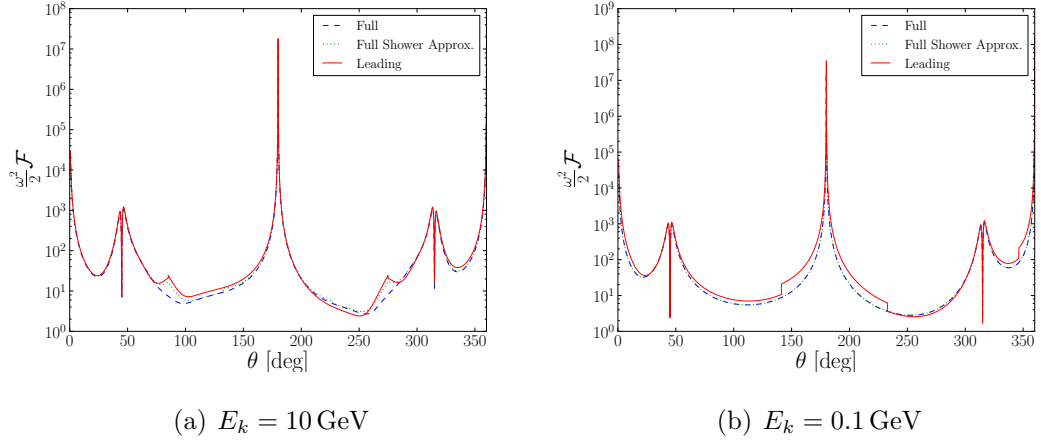 10^8
10^7
10^6
10^5
10^4
10^3
10^2
10^1
10^0
ω^2/2 F
0 50 100 150 200 250 300 350
θ [deg]
Full
Full Shower Approx.
Leading
(a) E_k = 10 GeV
10^9
10^8
10^7
10^6
10^5
10^4
10^3
10^2
10^1
10^0
ω^2/2 F
0 50 100 150 200 250 300 350
θ [deg]
Full
Full Shower Approx.
Leading
(b) E_k = 0.1 GeV